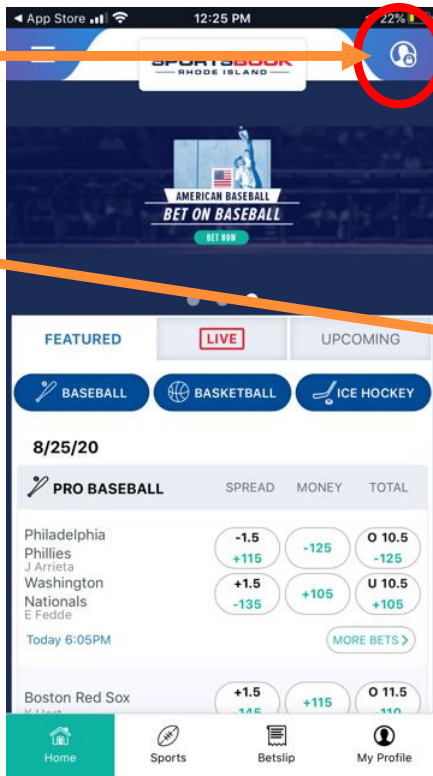 App Store 12:25 PM 22%
SPORTSBOOK
RHODE ISLAND
AMERICAN BASEBALL
BET ON BASEBALL
BET NOW
FEATURED LIVE UPCOMING
BASEBALL BASKETBALL ICE HOCKEY
8/25/20
PRO BASEBALL SPREAD MONEY TOTAL
Philadelphia -1.5 O 10.5
Phillies +115 -125 -125
J Arrieta
Washington +1.5 U 10.5
Nationals -135 +105 +105
E Fedde
Today 6:05PM MORE BETS >
Boston Red Sox +1.5 +115 O 11.5
-145 -110
Home Sports Betslip My Profile